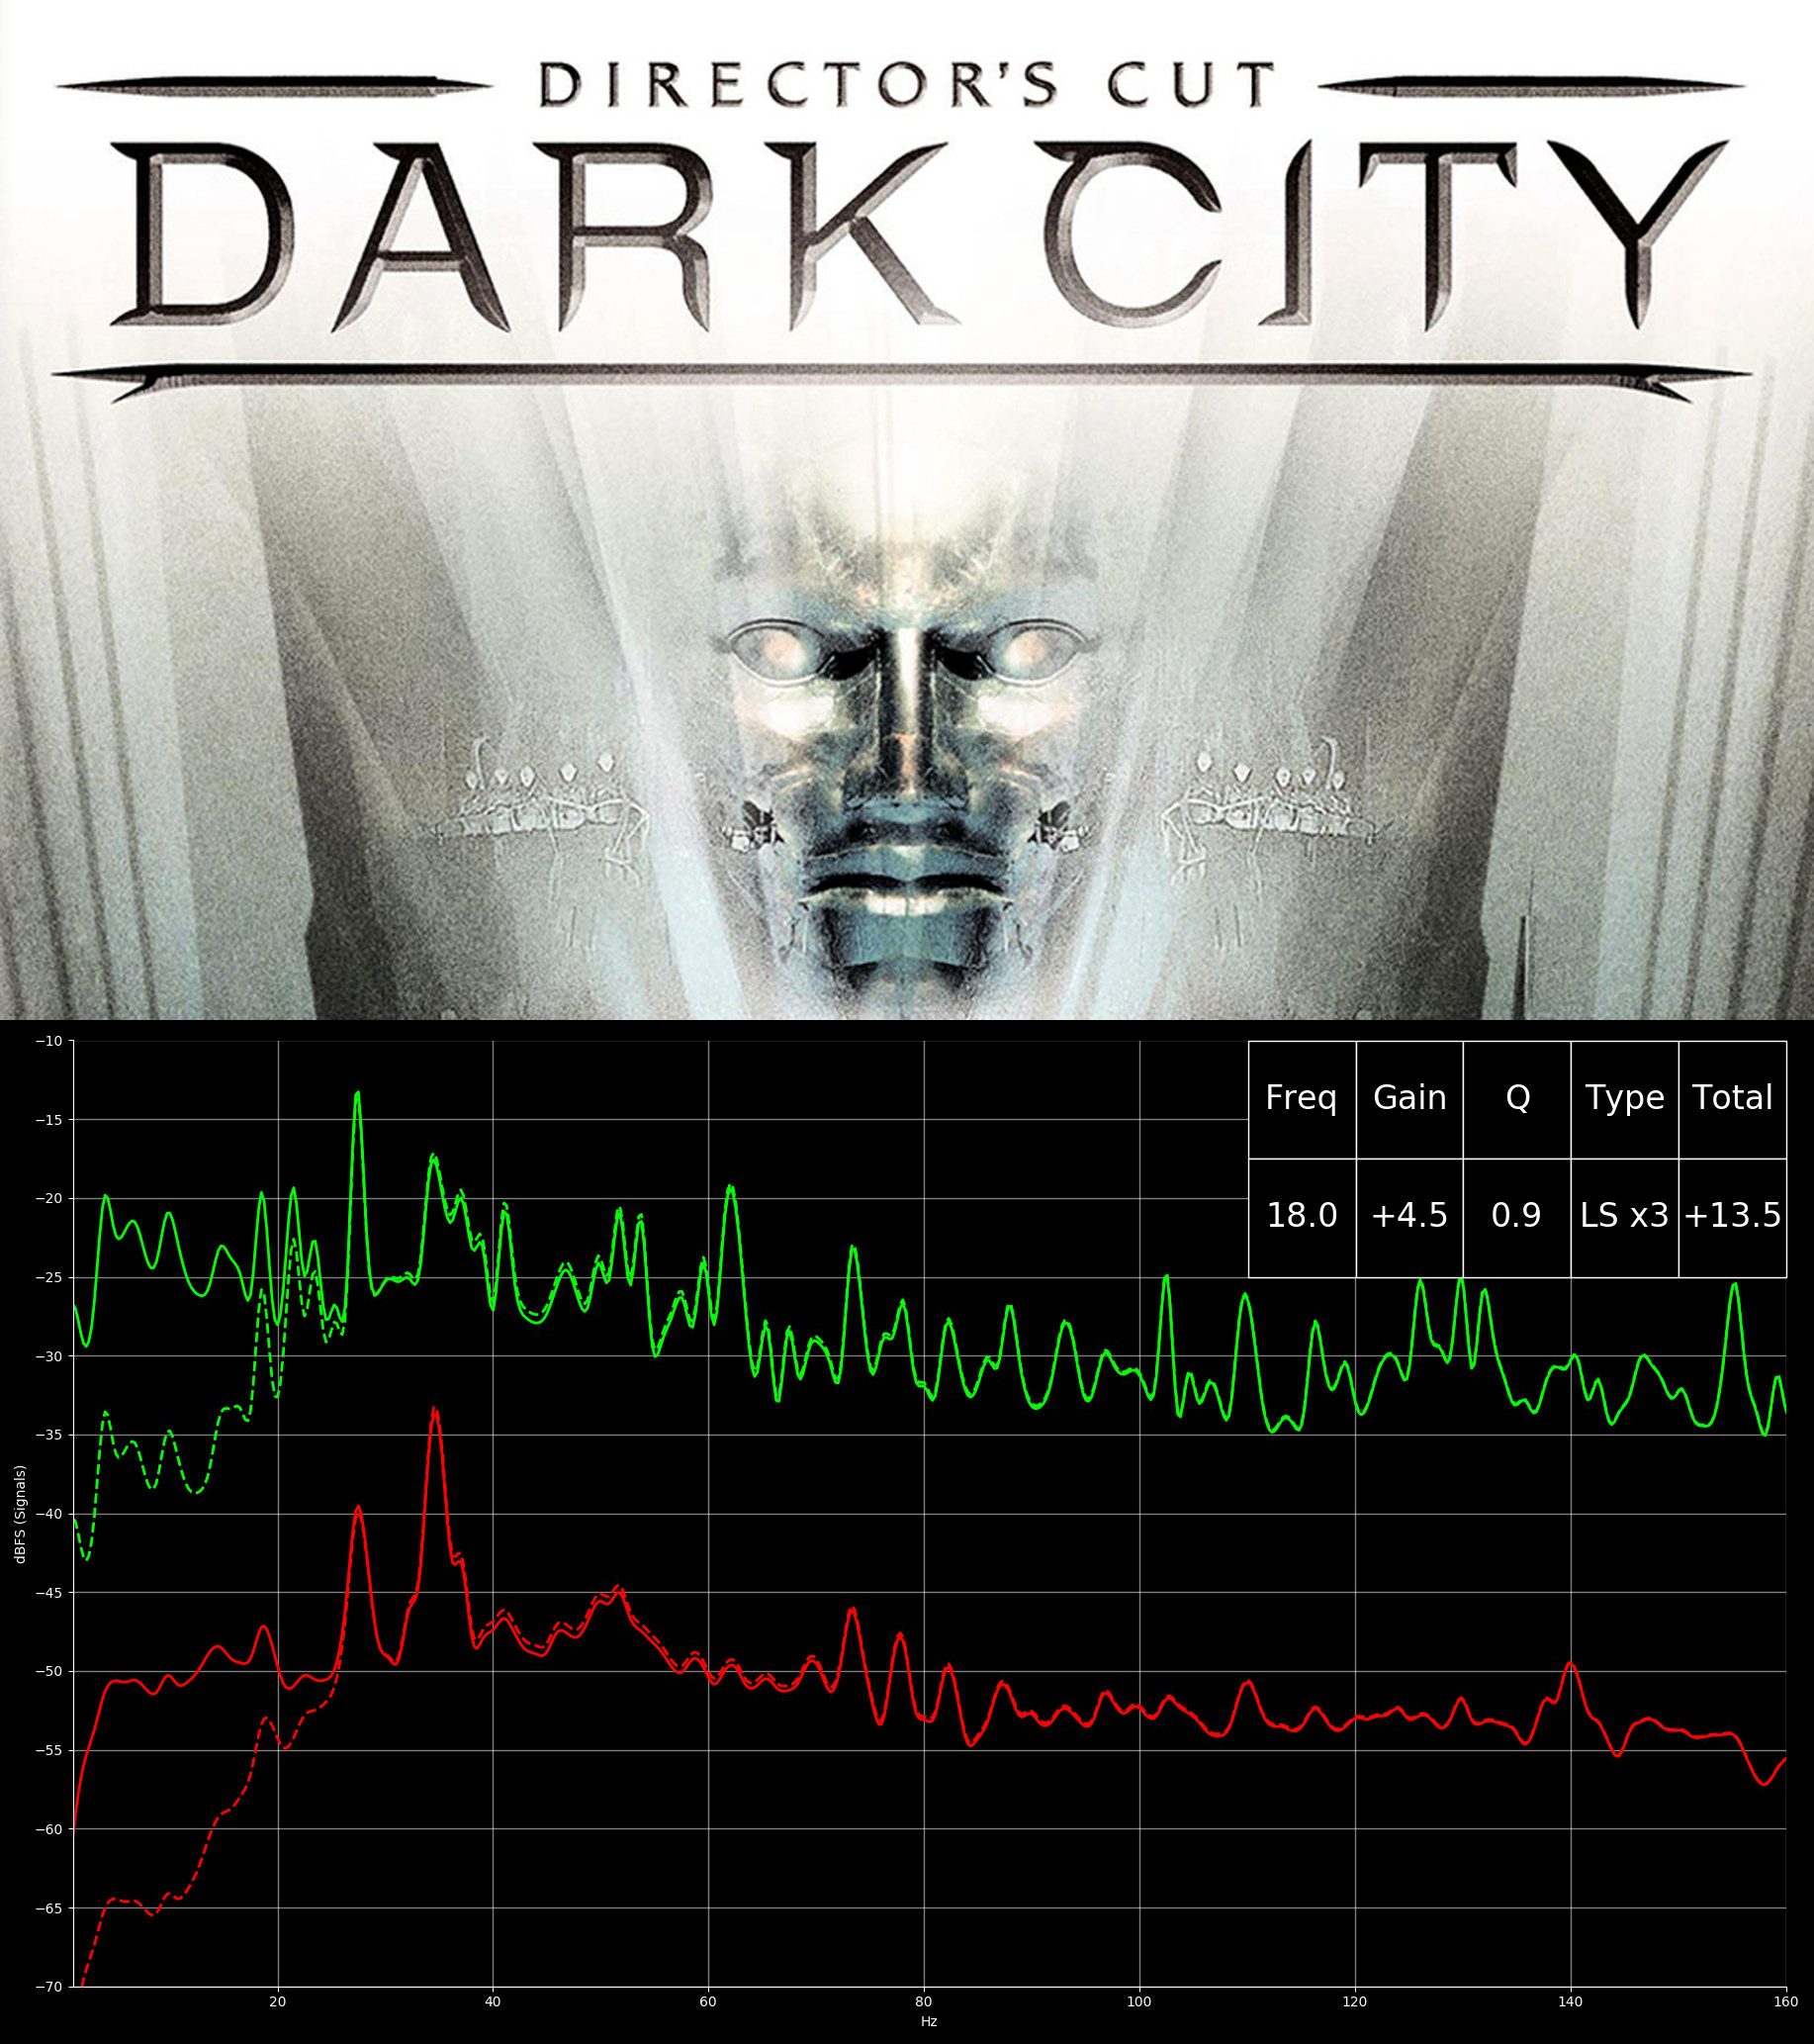 DIRECTOR'S CUT
DARK CITY
Freq Gain Q Type Total
18.0 +4.5 0.9 LS x3 +13.5
−10
−15
−20
−25
−30
−35
−40
−45
−50
−55
−60
−65
−70
dBFS (Signals)
20 40 60 80 100 120 140 160
Hz